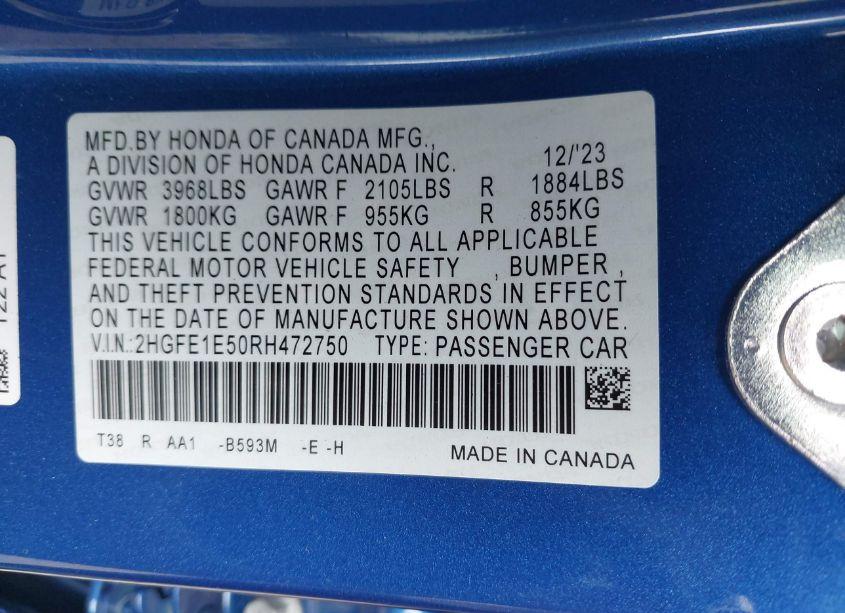 MFD.BY HONDA OF CANADA MFG.,
A DIVISION OF HONDA CANADA INC. 12/'23
GVWR 3968LBS GAWR F 2105LBS R 1884LBS
GVWR 1800KG GAWR F 955KG R 855KG
THIS VEHICLE CONFORMS TO ALL APPLICABLE
FEDERAL MOTOR VEHICLE SAFETY , BUMPER ,
AND THEFT PREVENTION STANDARDS IN EFFECT
ON THE DATE OF MANUFACTURE SHOWN ABOVE.
V.I.N.:2HGFE1E50RH472750 TYPE: PASSENGER CAR
T38 R AA1 -B593M -E -H MADE IN CANADA